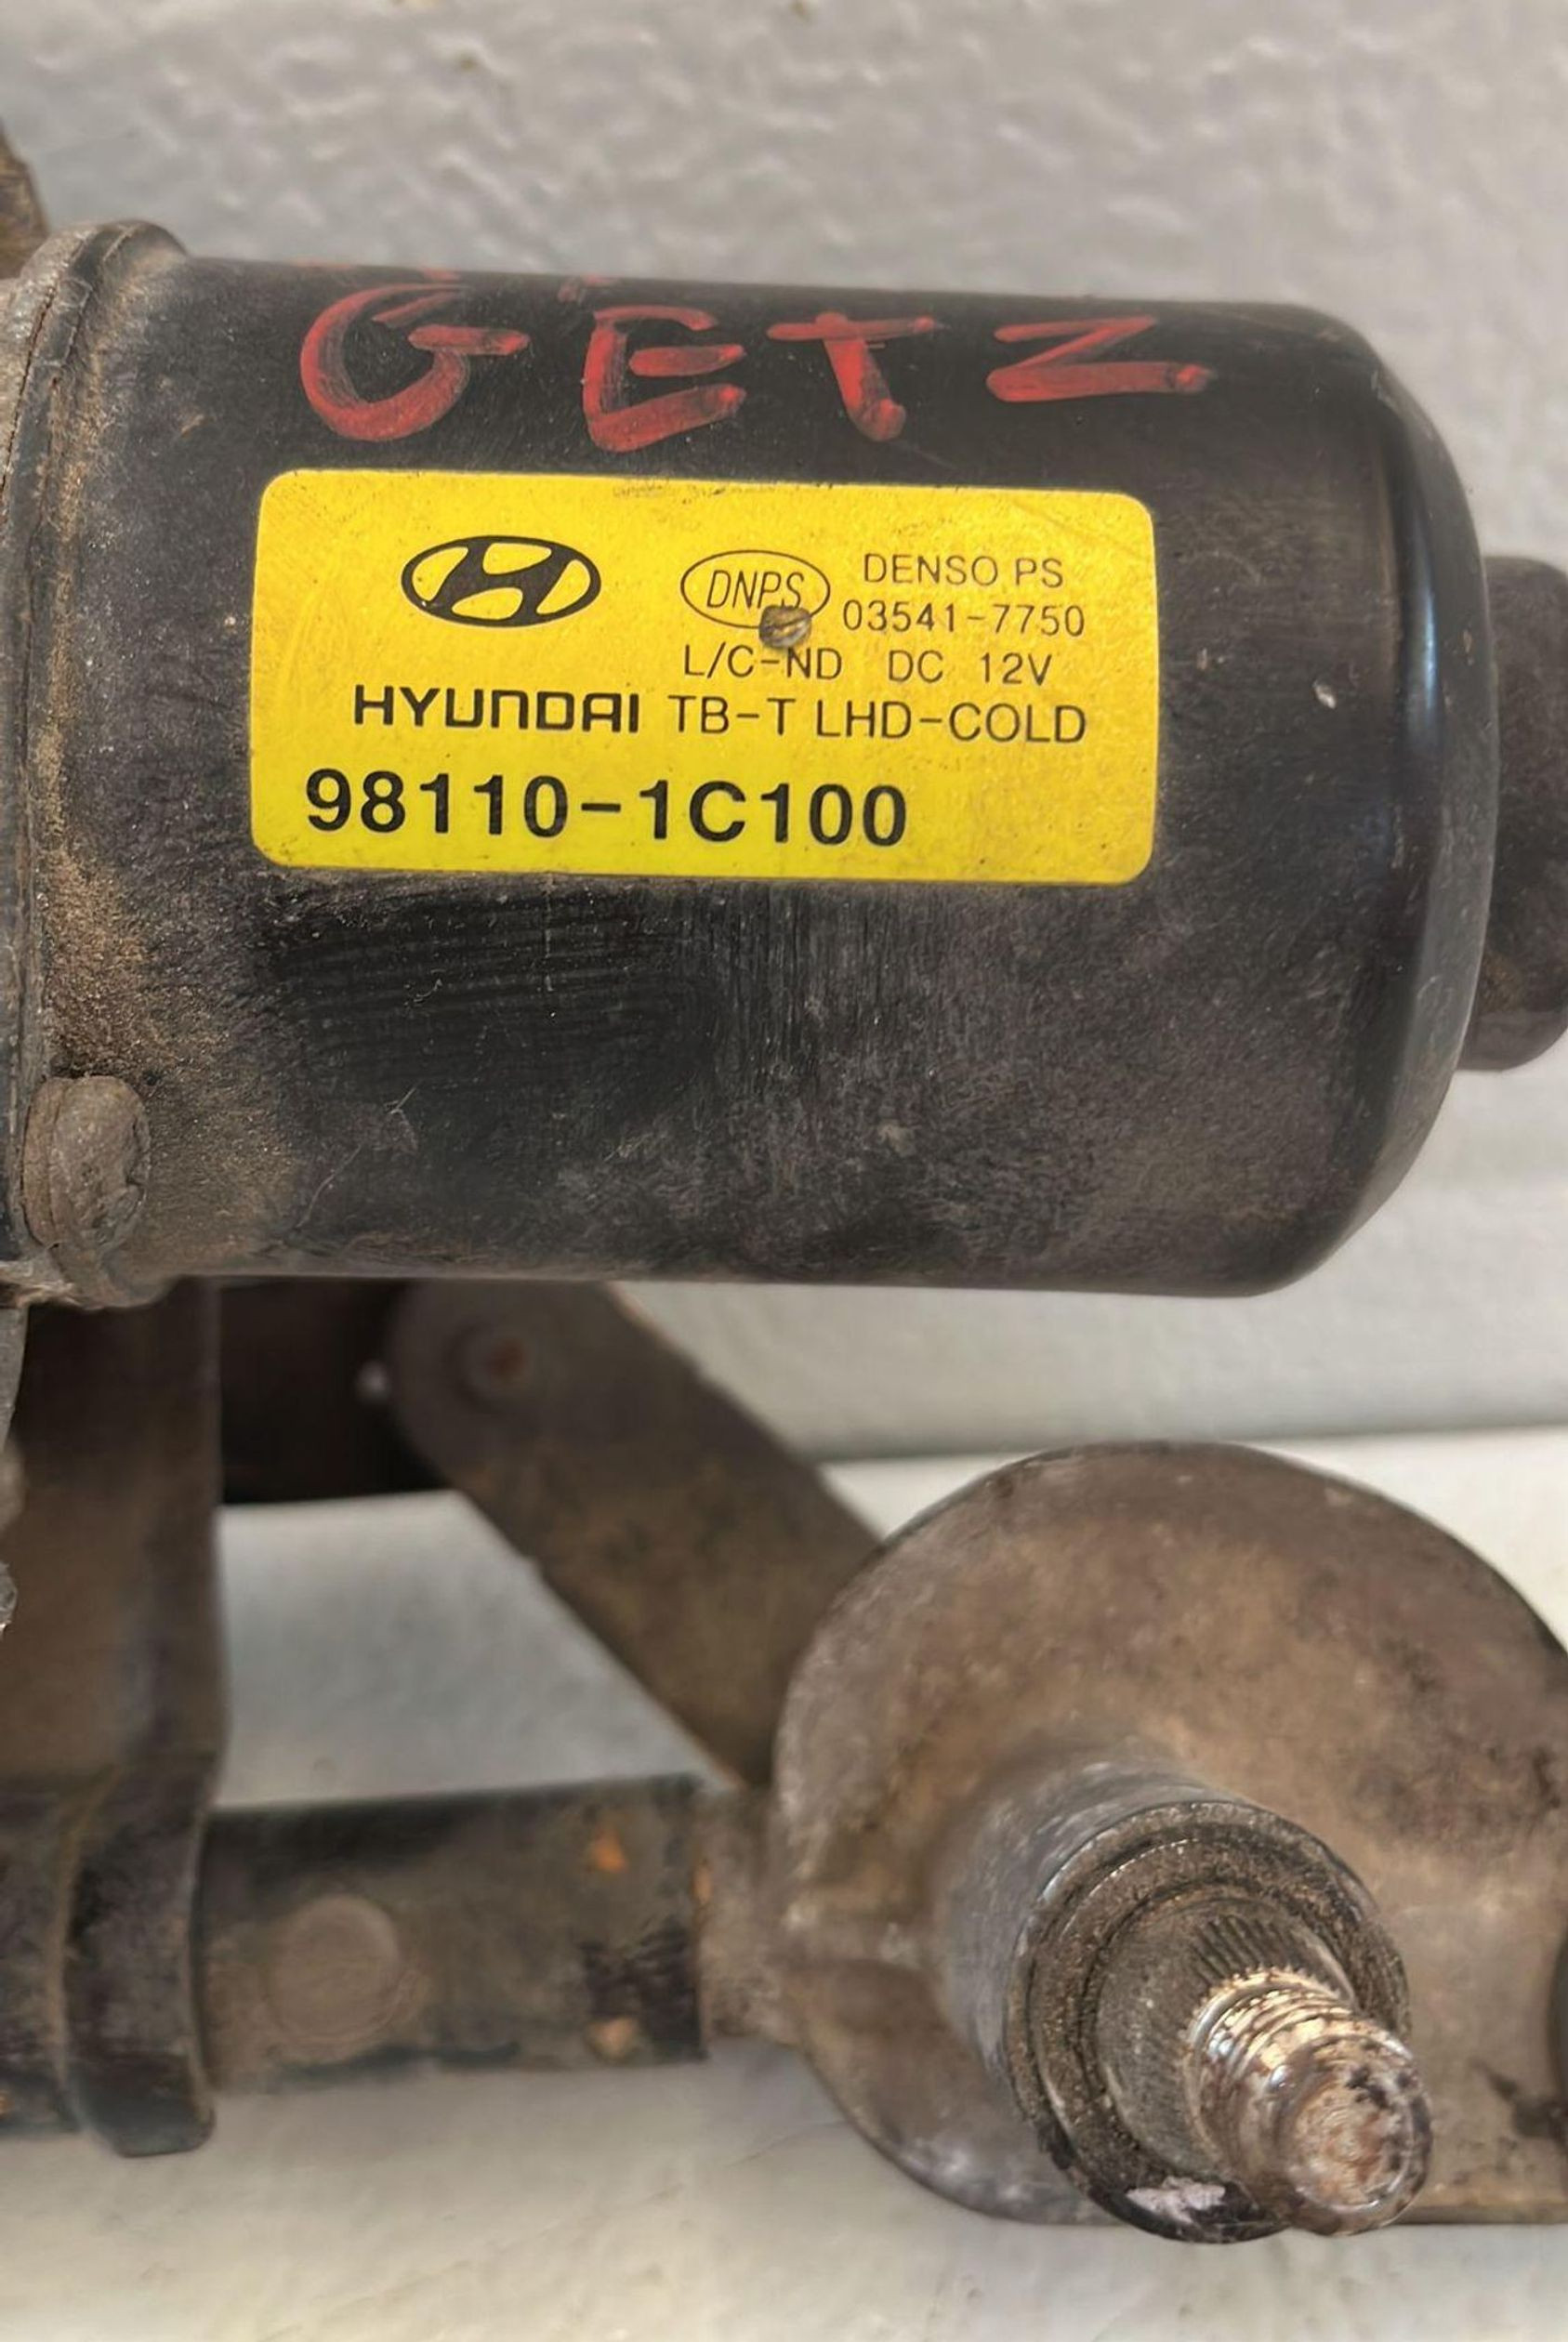 GETZ
DNPS DENSO PS
03541-7750
L/C-ND DC 12V
HYUNDAI TB-T LHD-COLD
98110-1C100